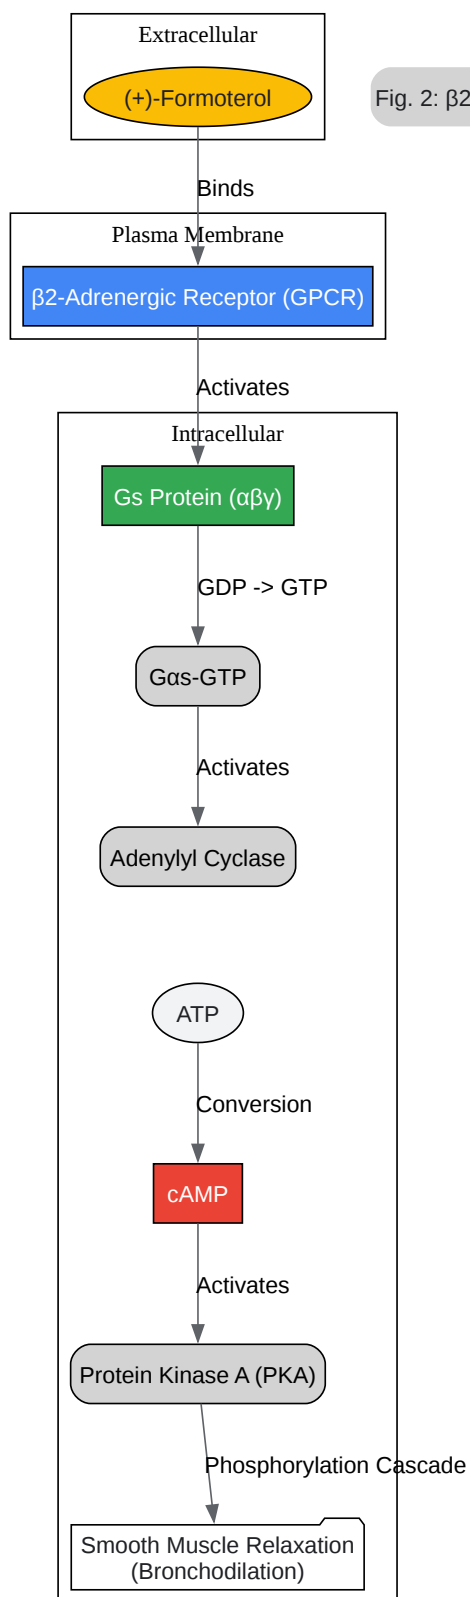 Extracellular
(+)-Formoterol
Fig. 2: β2
Binds
Plasma Membrane
β2-Adrenergic Receptor (GPCR)
Activates
Intracellular
Gs Protein (αβγ)
GDP -> GTP
Gαs-GTP
Activates
Adenylyl Cyclase
ATP
Conversion
cAMP
Activates
Protein Kinase A (PKA)
Phosphorylation Cascade
Smooth Muscle Relaxation
(Bronchodilation)